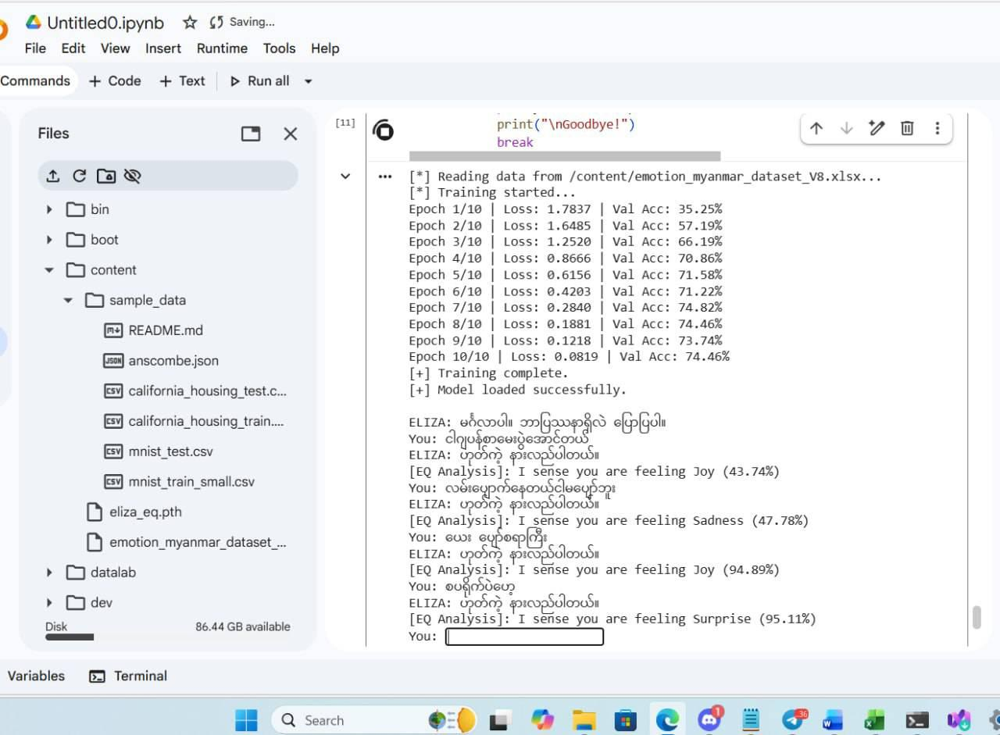 Untitled0.ipynb Saving...
File Edit View Insert Runtime Tools Help
Commands + Code + Text Run all
Files
bin
boot
content
sample_data
README.md
anscombe.json
california_housing_test.c...
california_housing_train....
mnist_test.csv
mnist_train_small.csv
eliza_eq.pth
emotion_myanmar_dataset_...
datalab
dev
Disk 86.44 GB available
[11]
print("\nGoodbye!")
break
[*] Reading data from /content/emotion_myanmar_dataset_V8.xlsx...
[*] Training started...
Epoch 1/10 | Loss: 1.7837 | Val Acc: 35.25%
Epoch 2/10 | Loss: 1.6485 | Val Acc: 57.19%
Epoch 3/10 | Loss: 1.2520 | Val Acc: 66.19%
Epoch 4/10 | Loss: 0.8666 | Val Acc: 70.86%
Epoch 5/10 | Loss: 0.6156 | Val Acc: 71.58%
Epoch 6/10 | Loss: 0.4203 | Val Acc: 71.22%
Epoch 7/10 | Loss: 0.2840 | Val Acc: 74.82%
Epoch 8/10 | Loss: 0.1881 | Val Acc: 74.46%
Epoch 9/10 | Loss: 0.1218 | Val Acc: 73.74%
Epoch 10/10 | Loss: 0.0819 | Val Acc: 74.46%
[+] Training complete.
[+] Model loaded successfully.
ELIZA: မင်္ဂလာပါ။ ဘာပြဿနာရှိလဲ ပြောပြပါ။
You: ငါဂျပန်စာမေးပွဲအောင်တယ်
ELIZA: ဟုတ်ကဲ့ နားလည်ပါတယ်။
[EQ Analysis]: I sense you are feeling Joy (43.74%)
You: လမ်းပျောက်နေတယ်ငါမပျော်ဘူး
ELIZA: ဟုတ်ကဲ့ နားလည်ပါတယ်။
[EQ Analysis]: I sense you are feeling Sadness (47.78%)
You: ယေး ပျော်စရာကြီး
ELIZA: ဟုတ်ကဲ့ နားလည်ပါတယ်။
[EQ Analysis]: I sense you are feeling Joy (94.89%)
You: စပရိုက်ပဲဟေ့
ELIZA: ဟုတ်ကဲ့ နားလည်ပါတယ်။
[EQ Analysis]: I sense you are feeling Surprise (95.11%)
You:
Variables Terminal
Search
1
36